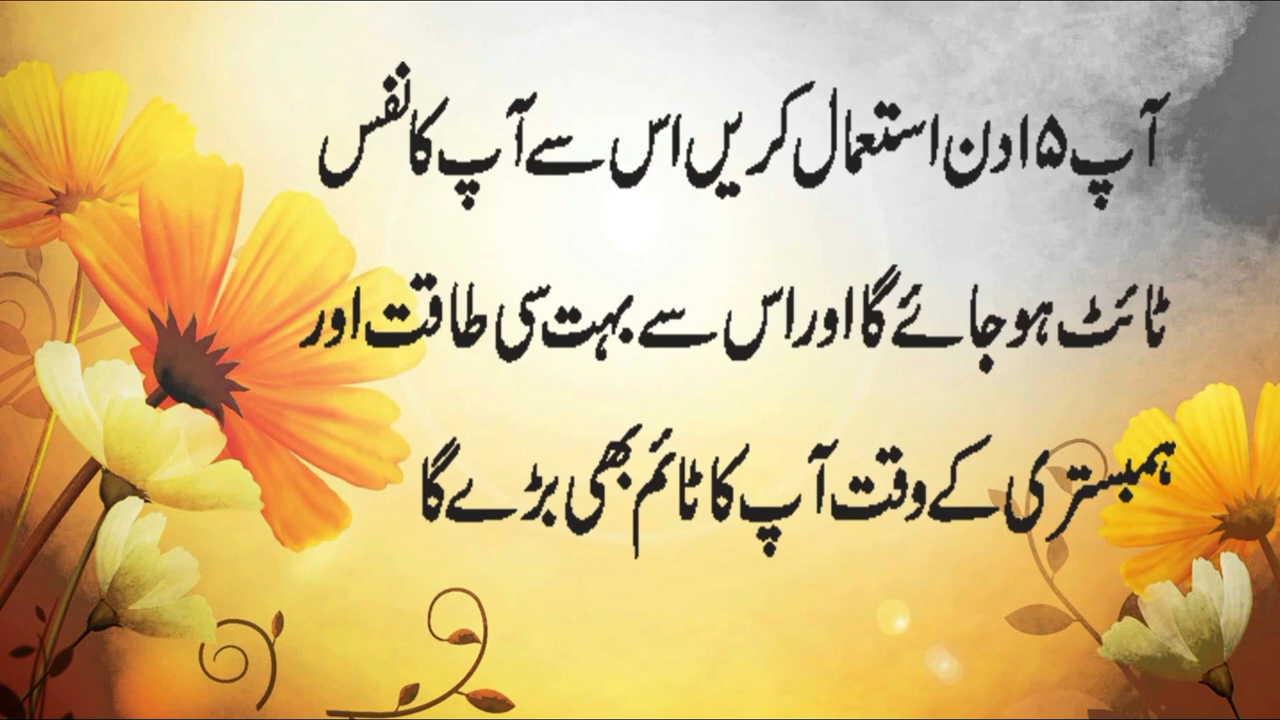 آپ ۱۵ دن استعمال کریں اس سے آپ کا نفس
ٹائٹ ہو جائے گا اور اس سے بہت سی طاقت اور
ہمبستری کے وقت آپ کا ٹائم بھی بڑے گا